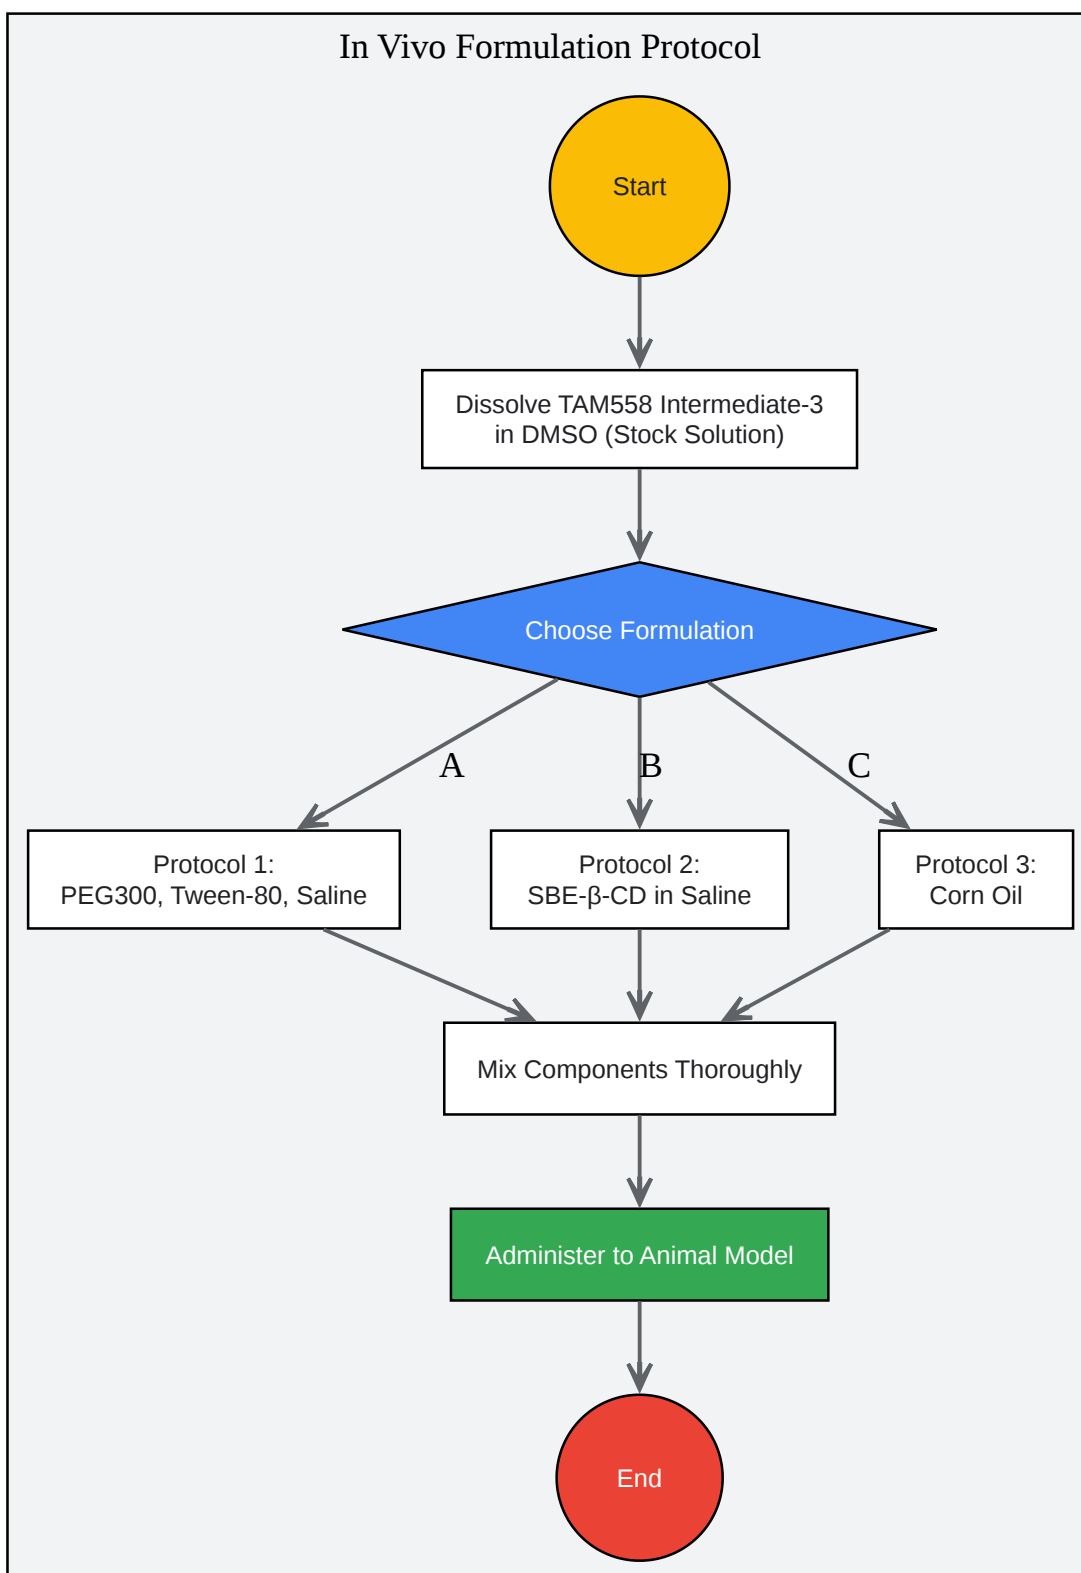 In Vivo Formulation Protocol
Start
Dissolve TAM558 Intermediate-3
in DMSO (Stock Solution)
Choose Formulation
A
B
C
Protocol 1:
PEG300, Tween-80, Saline
Protocol 2:
SBE-β-CD in Saline
Protocol 3:
Corn Oil
Mix Components Thoroughly
Administer to Animal Model
End